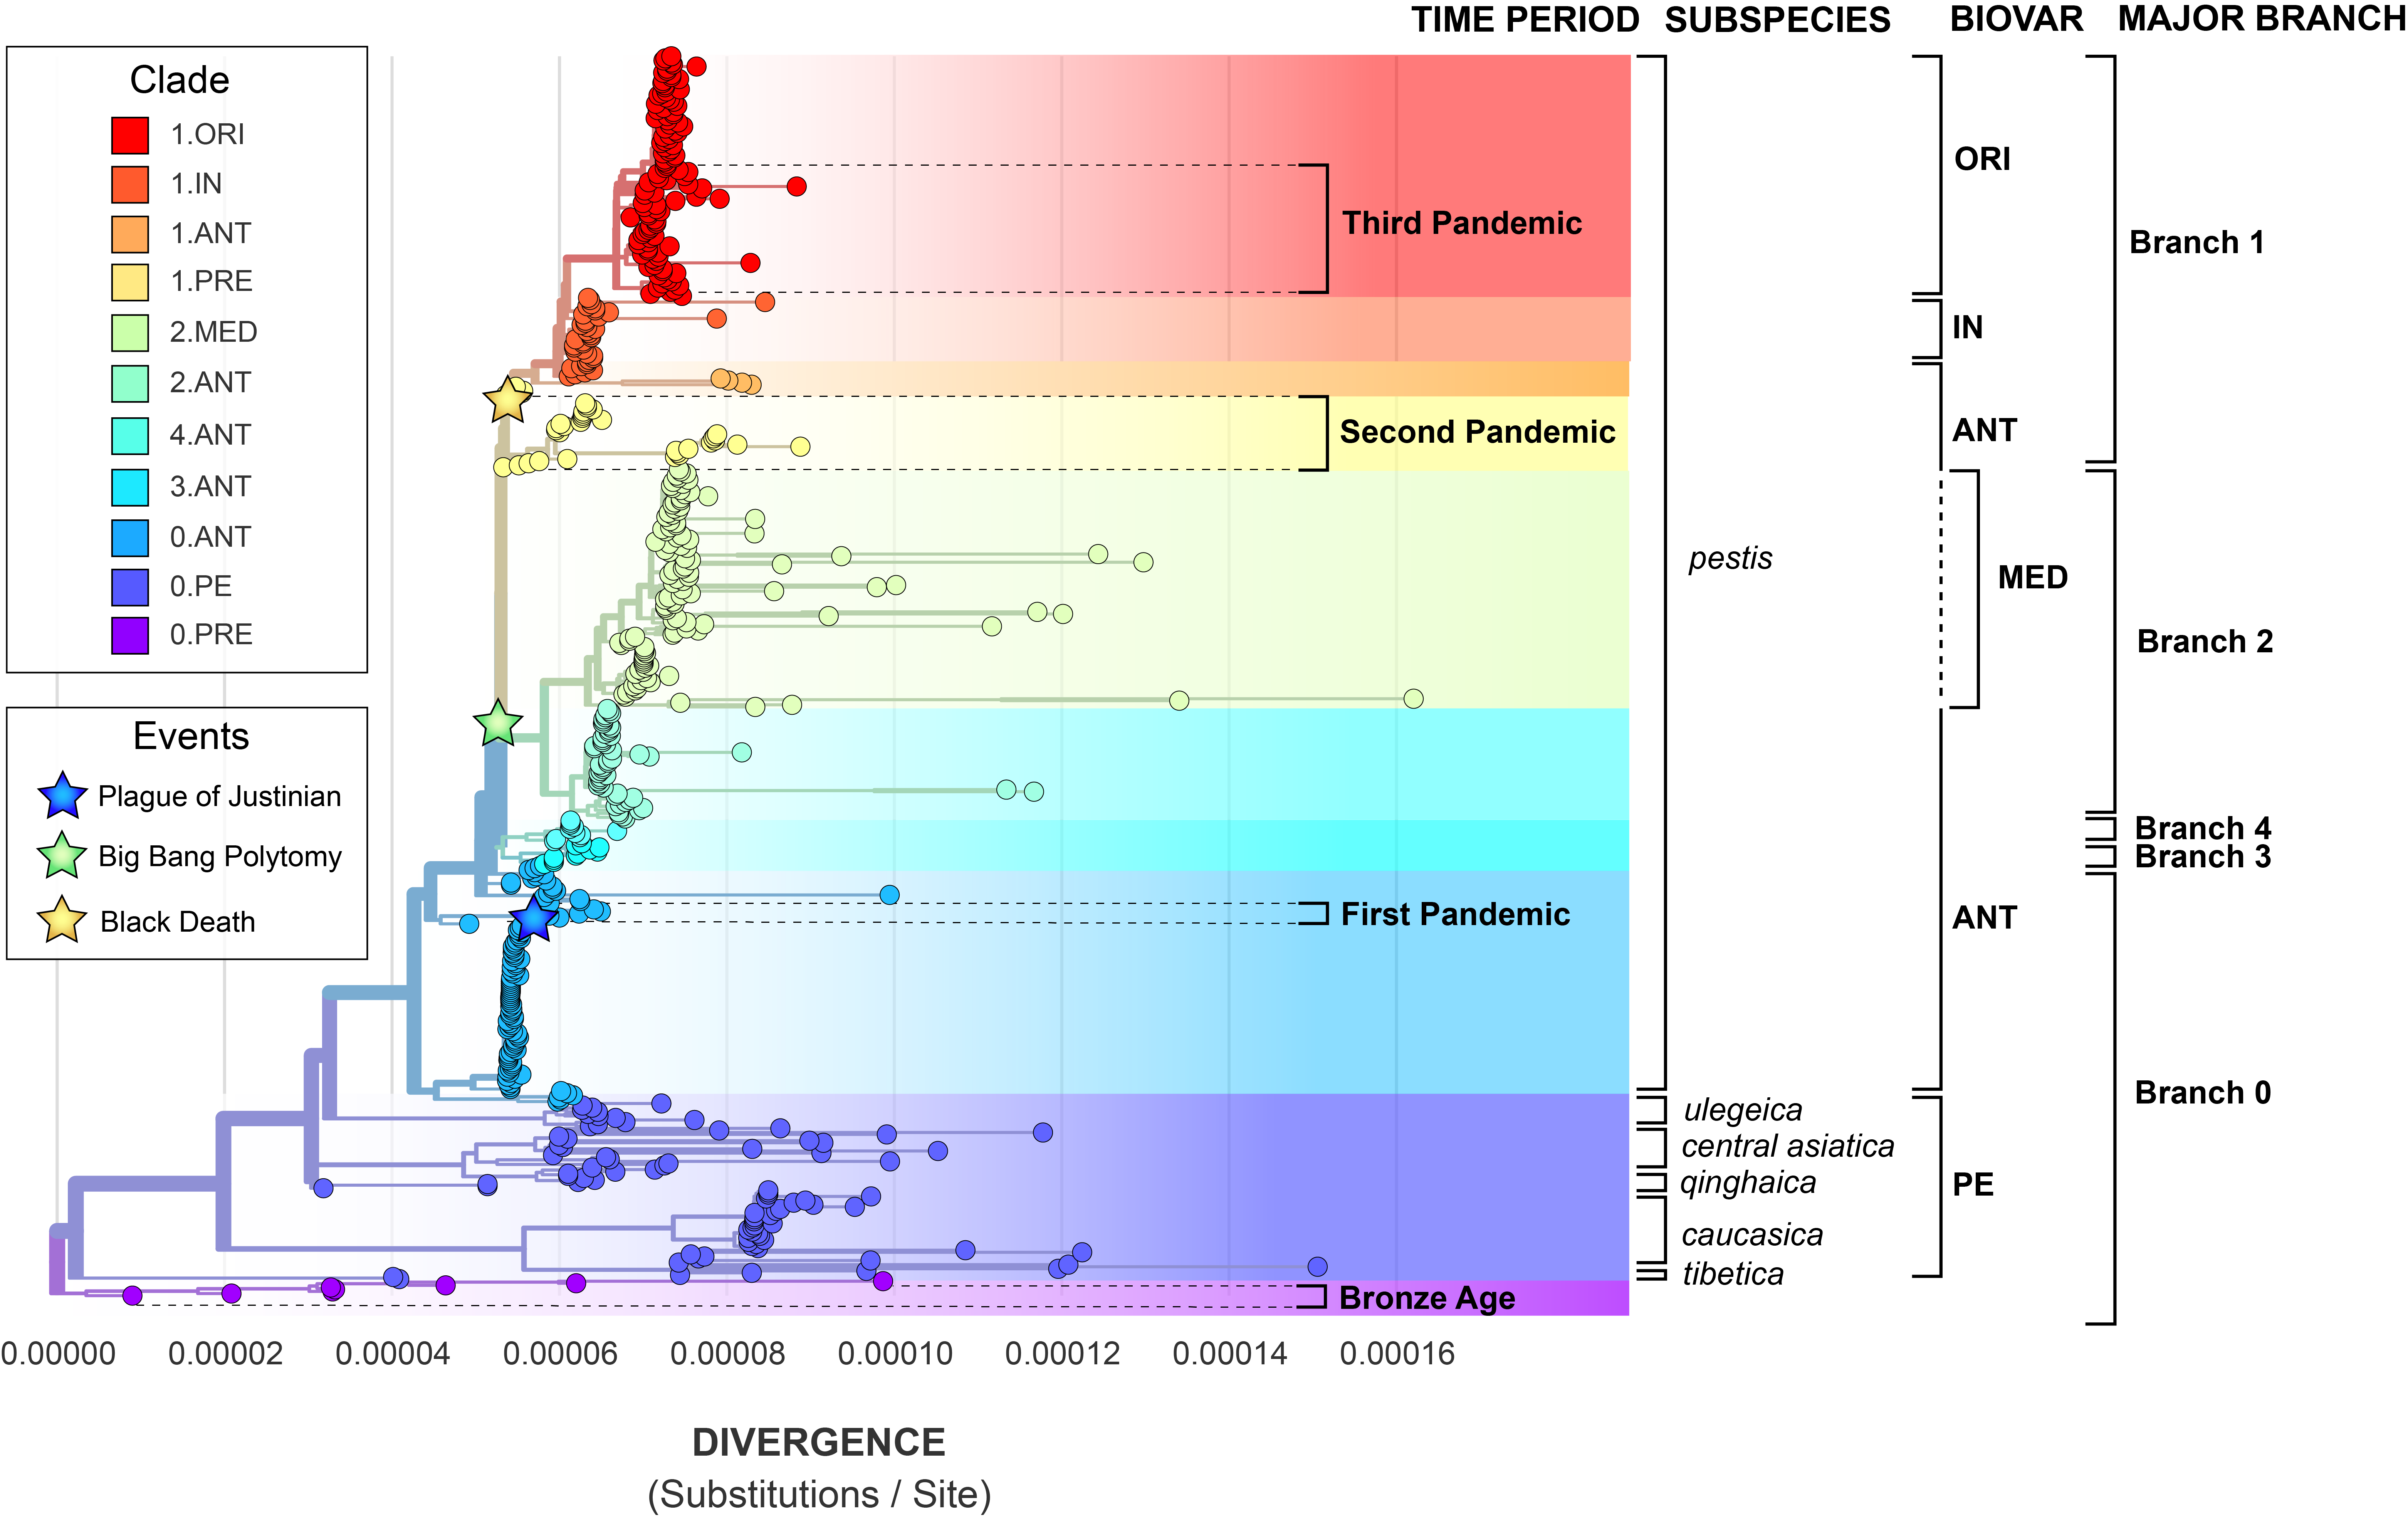 TIME PERIOD SUBSPECIES BIOVAR MAJOR BRANCH
Clade
1.ORI
1.IN
1.ANT
1.PRE
2.MED
2.ANT
4.ANT
3.ANT
0.ANT
0.PE
0.PRE
Events
Plague of Justinian
Big Bang Polytomy
Black Death
Third Pandemic
Second Pandemic
First Pandemic
Bronze Age
pestis
ulegeica
central asiatica
qinghaica
caucasica
tibetica
ORI
IN
ANT
MED
ANT
PE
Branch 1
Branch 2
Branch 4
Branch 3
Branch 0
0.00000 0.00002 0.00004 0.00006 0.00008 0.00010 0.00012 0.00014 0.00016
DIVERGENCE
(Substitutions / Site)